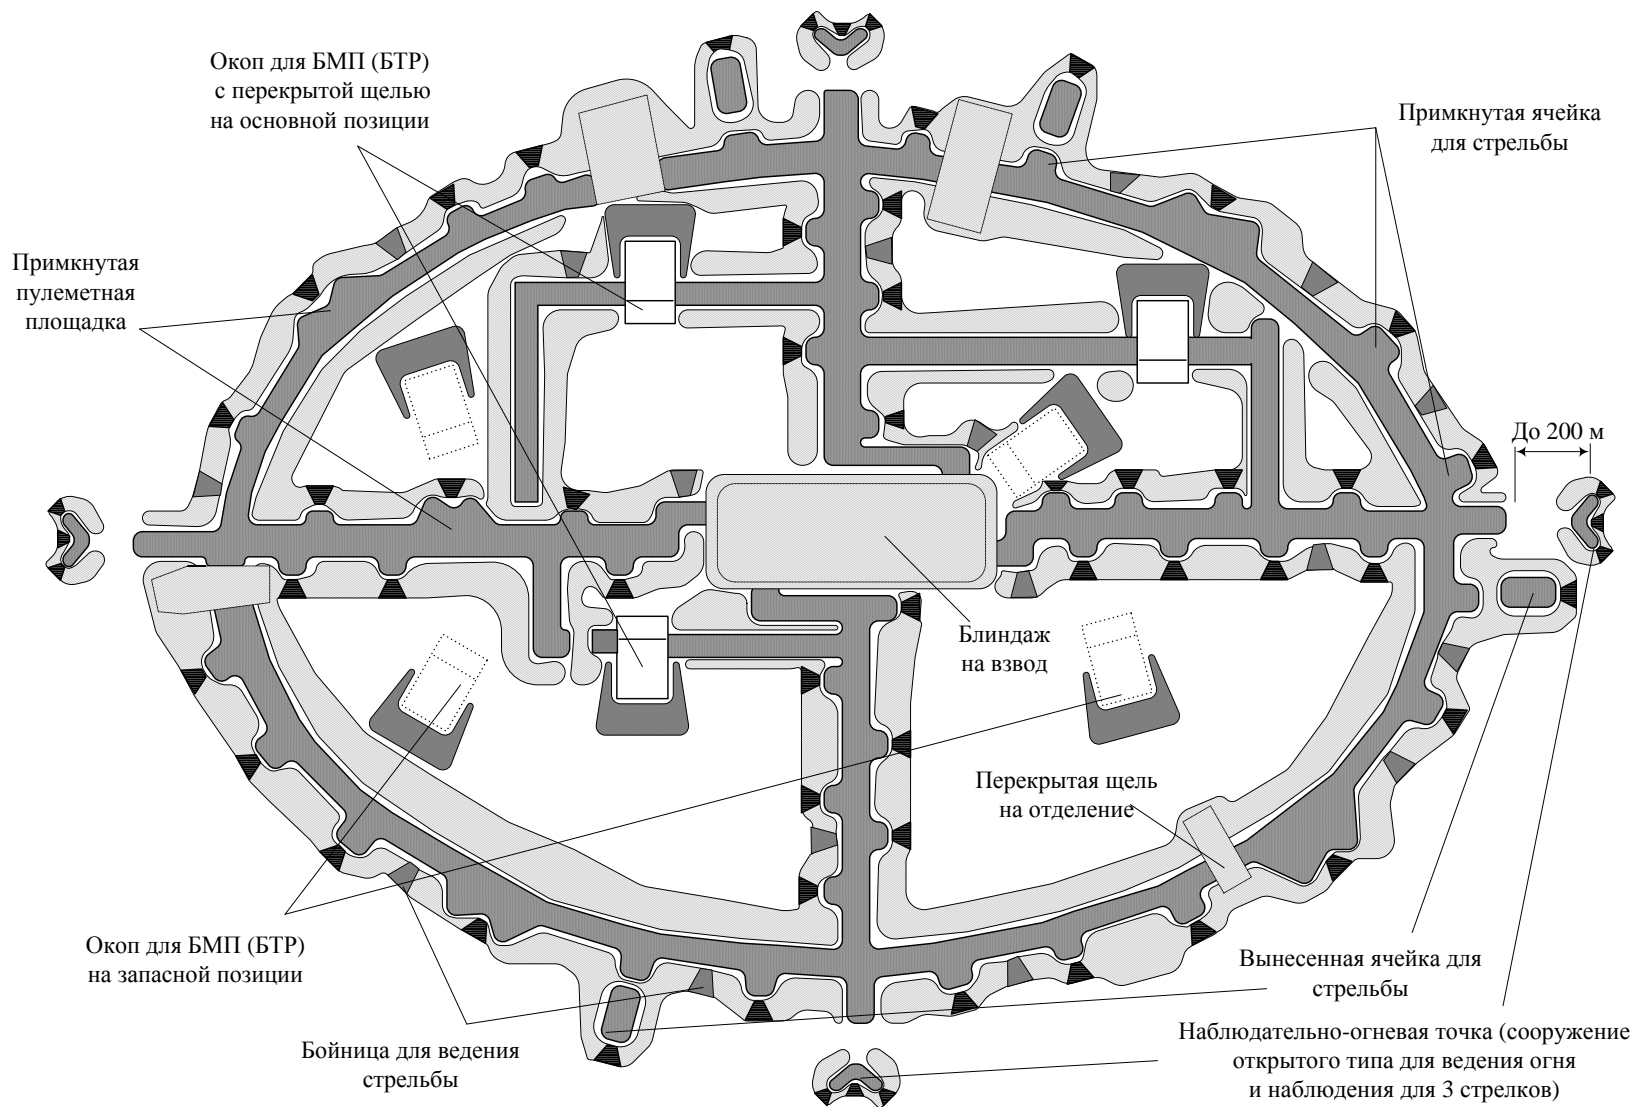 Окоп для БМП (БТР)
с перекрытой щелью
на основной позиции
Примкнутая ячейка
для стрельбы
Примкнутая
пулеметная
площадка
До 200 м
Блиндаж
на взвод
Перекрытая щель
на отделение
Окоп для БМП (БТР)
на запасной позиции
Вынесенная ячейка для
стрельбы
Бойница для ведения
стрельбы
Наблюдательно-огневая точка (сооружение
открытого типа для ведения огня
и наблюдения для 3 стрелков)